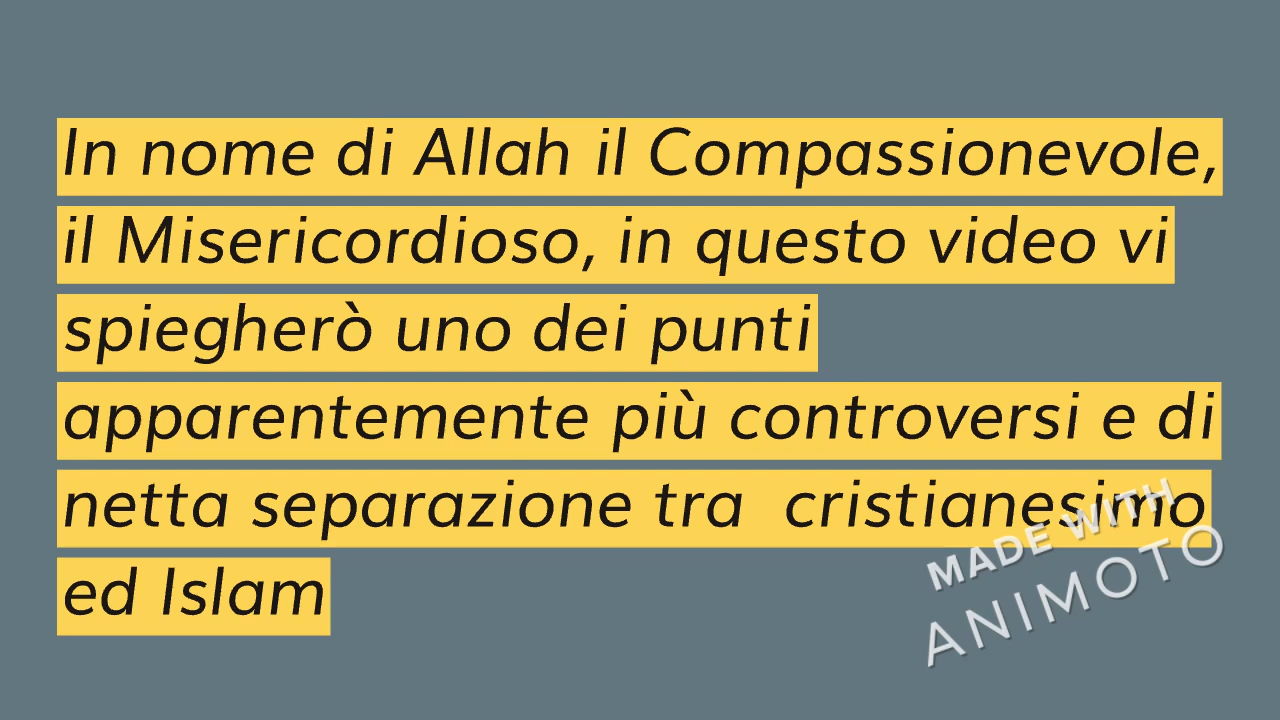 In nome di Allah il Compassionevole,
il Misericordioso, in questo video vi
spiegherò uno dei punti
apparentemente più controversi e di
netta separazione tra  cristianesimo
ed Islam
MADE WITH
ANIMOTO